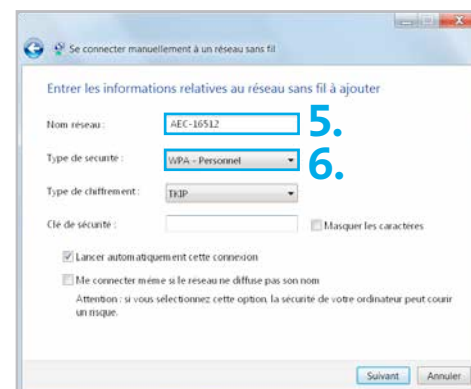 Se connecter manuellement à un réseau sans fil
Entrer les informations relatives au réseau sans fil à ajouter
Nom réseau : AEC-16512 5.
Type de sécurité : WPA - Personnel 6.
Type de chiffrement : TKIP
Clé de sécurité : Masquer les caractères
Lancer automatiquement cette connexion
Me connecter même si le réseau ne diffuse pas son nom
Attention : si vous sélectionnez cette option, la sécurité de votre ordinateur peut courir
un risque.
Suivant Annuler